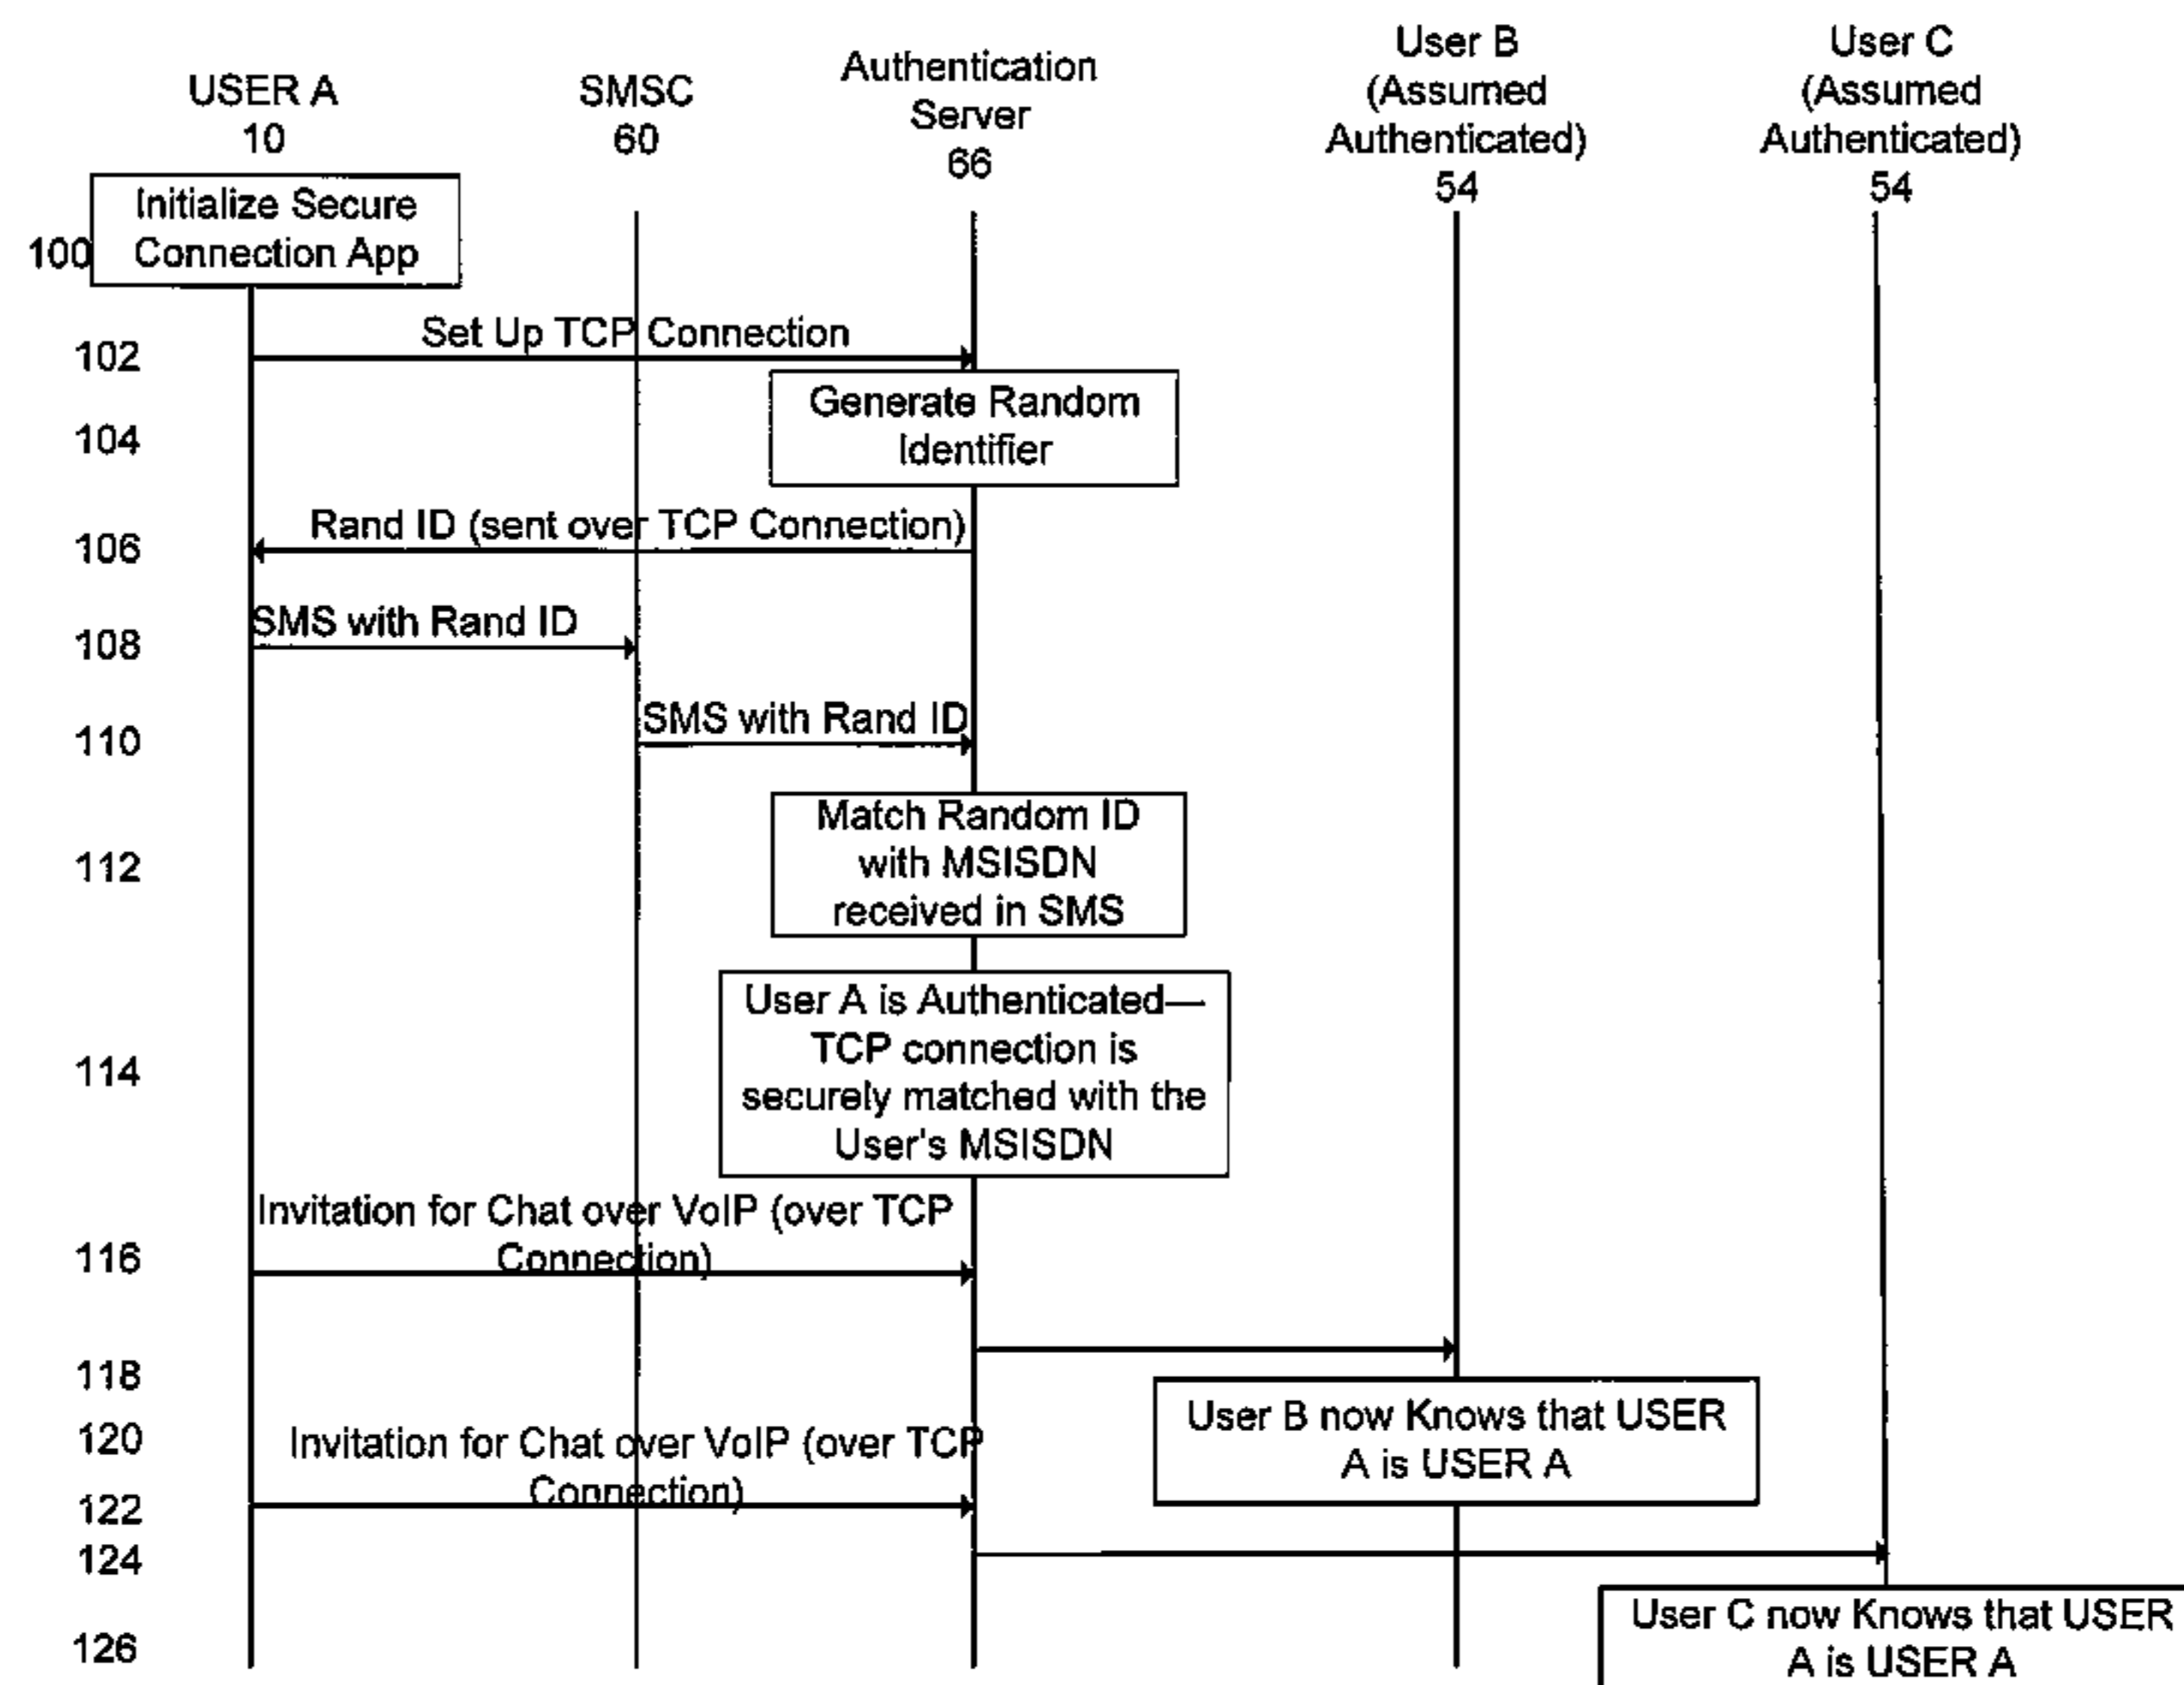 USER A
10
SMSC
60
Authentication
Server
66
User B
(Assumed
Authenticated)
54
User C
(Assumed
Authenticated)
54
100
Initialize Secure
Connection App
102
Set Up TCP Connection
104
Generate Random
Identifier
106
Rand ID (sent over TCP Connection)
108
SMS with Rand ID
110
SMS with Rand ID
112
Match Random ID
with MSISDN
received in SMS
114
User A is Authenticated—
TCP connection is
securely matched with the
User's MSISDN
116
Invitation for Chat over VoIP (over TCP
Connection)
118
120
User B now Knows that USER
A is USER A
122
Invitation for Chat over VoIP (over TCP
Connection)
124
126
User C now Knows that USER
A is USER A